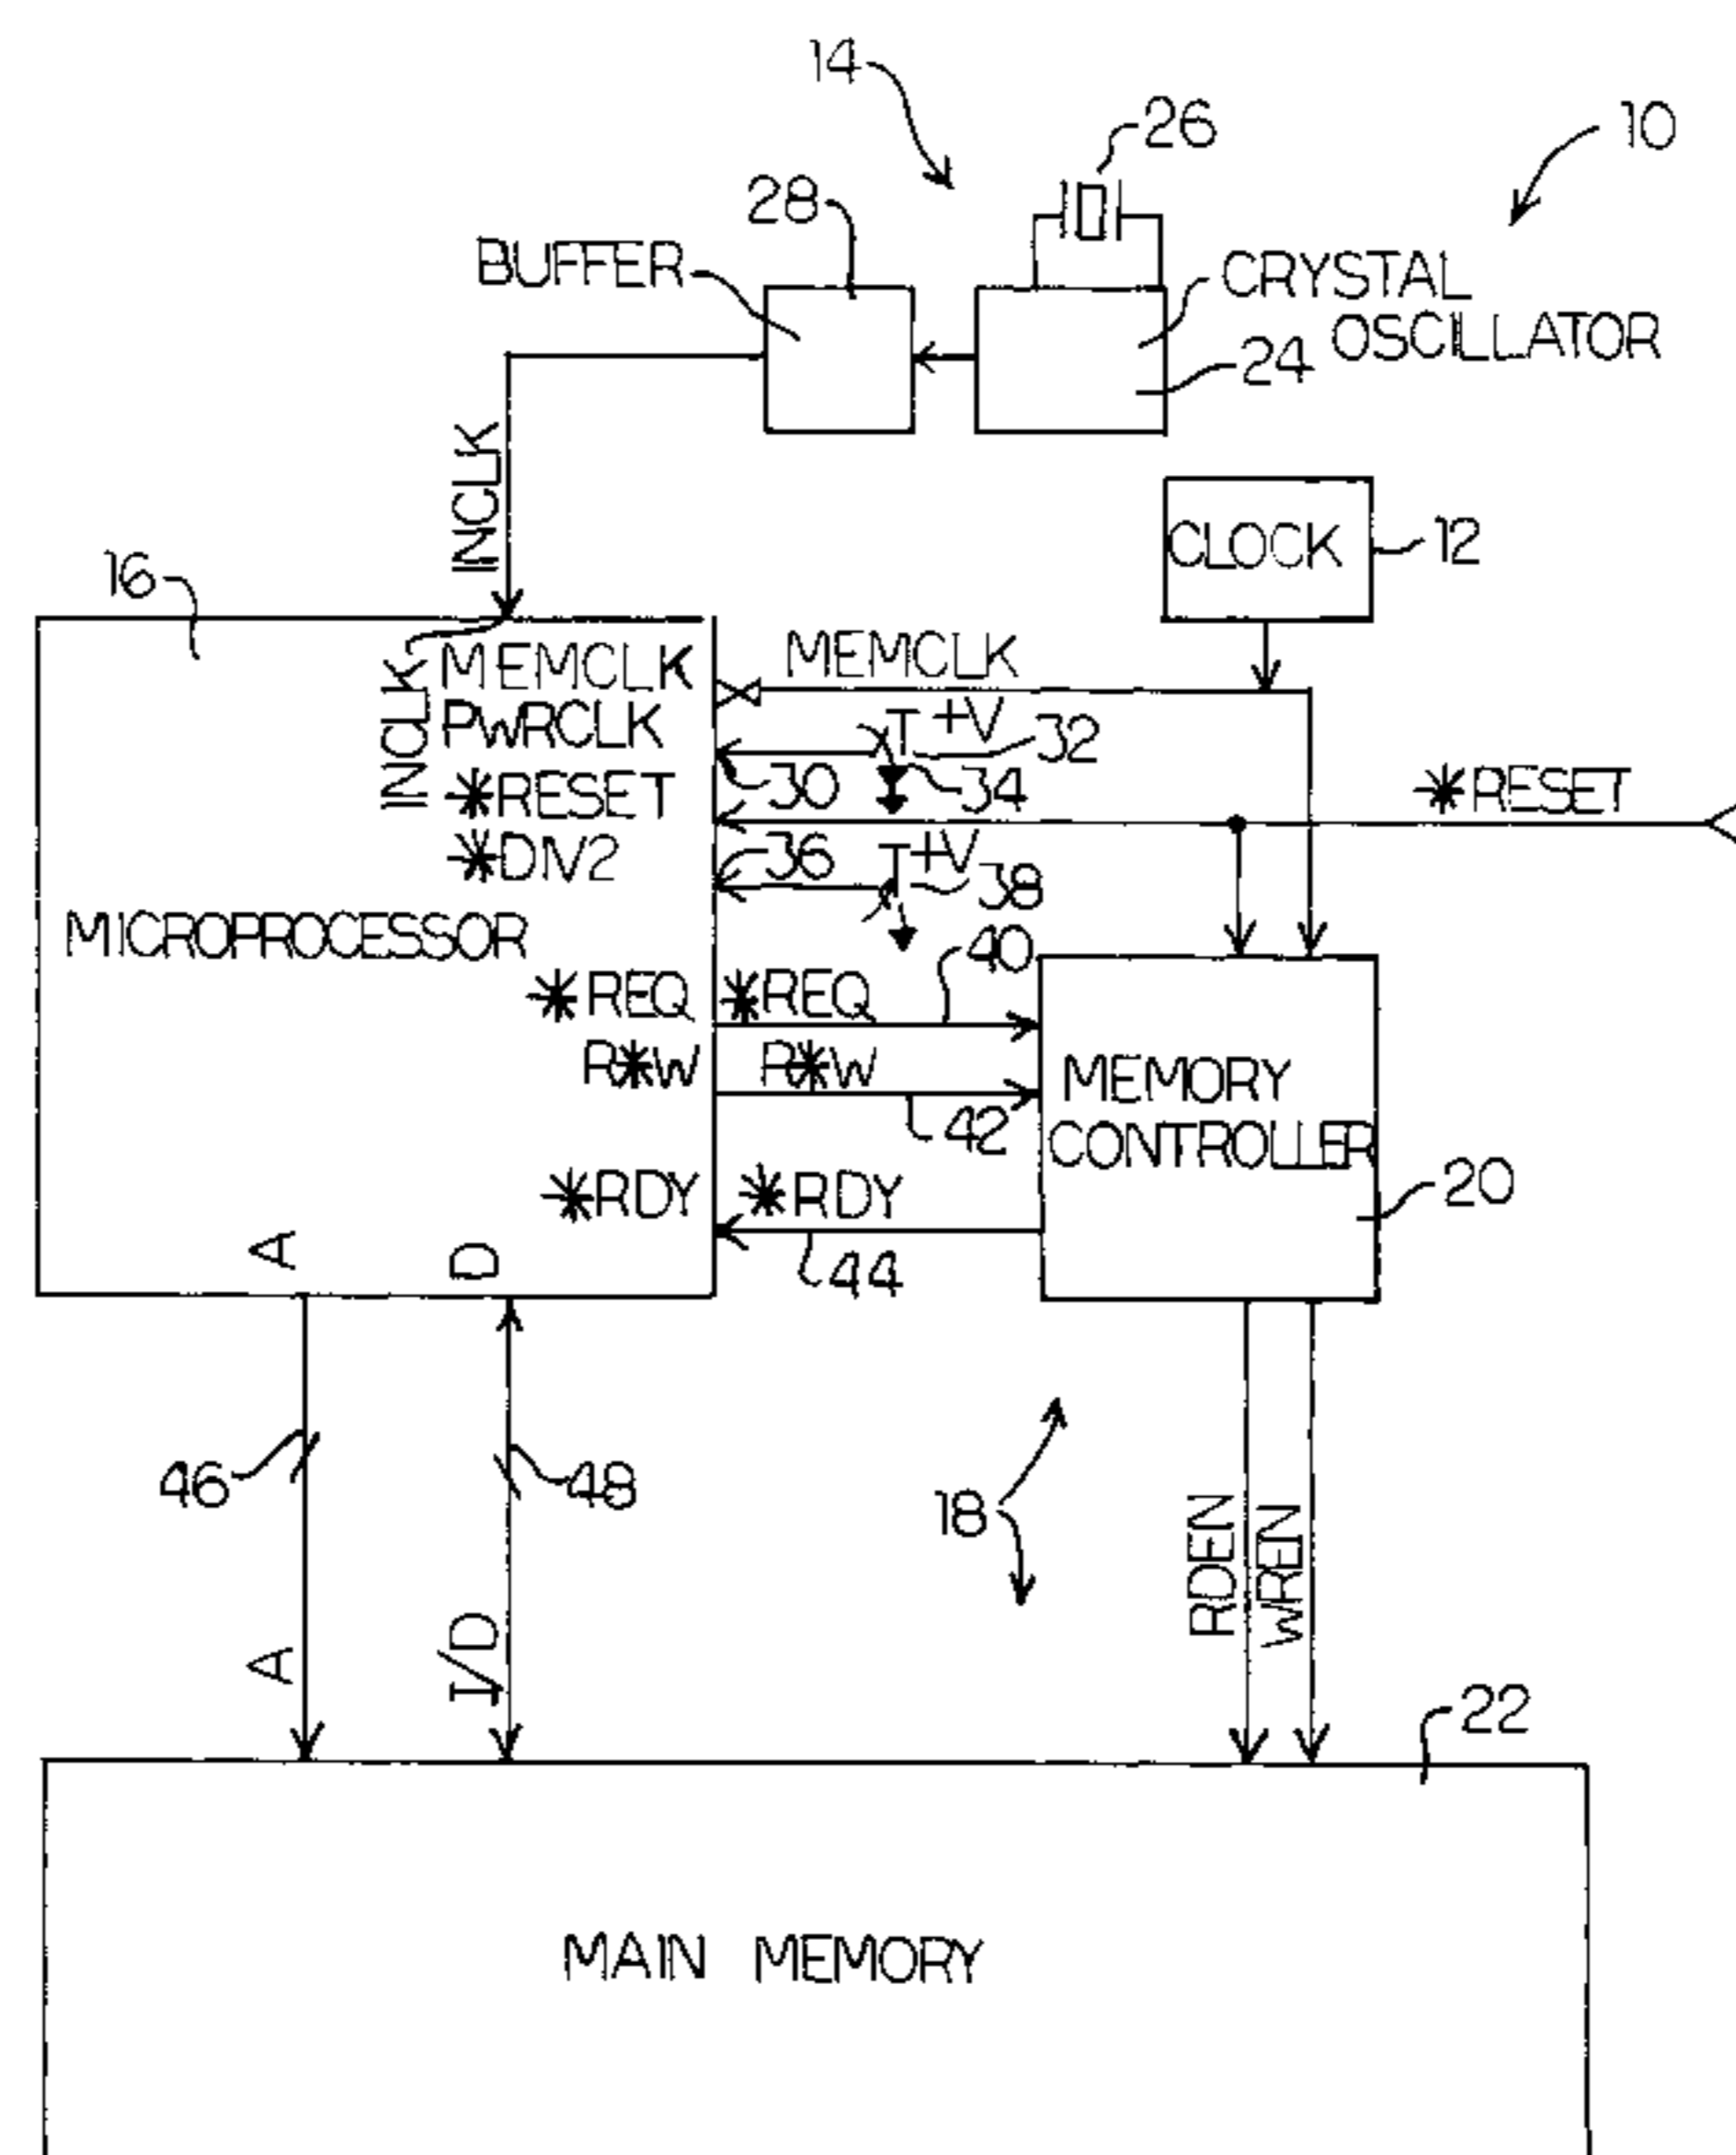 14
26
10
28
BUFFER
CRYSTAL
OSCILLATOR
24
INCLK
CLOCK
12
16
MEMCLK
MEMCLK
INCLK
PWRCLK
T +V
32
30
34
*RESET
*RESET
*DIV2
36
T+V
38
MICROPROCESSOR
40
*REQ
*REQ
R*W
R*W
MEMORY
CONTROLLER
42
*RDY
*RDY
20
A
D
44
46
48
18
RDEN
WREN
A
I/D
22
MAIN MEMORY